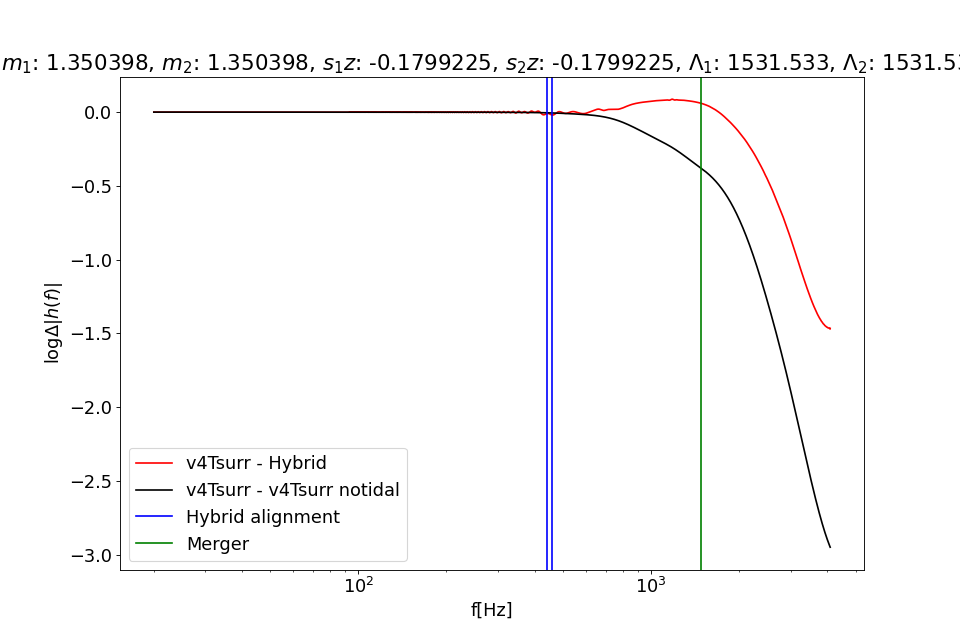 m₁: 1.350398, m₂: 1.350398, s₁z: -0.1799225, s₂z: -0.1799225, Λ₁: 1531.533, Λ₂: 1531.53
0.0
−0.5
−1.0
−1.5
−2.0
−2.5
−3.0
logΔ|h(f)|
v4Tsurr - Hybrid
v4Tsurr - v4Tsurr notidal
Hybrid alignment
Merger
10² 10³
f[Hz]